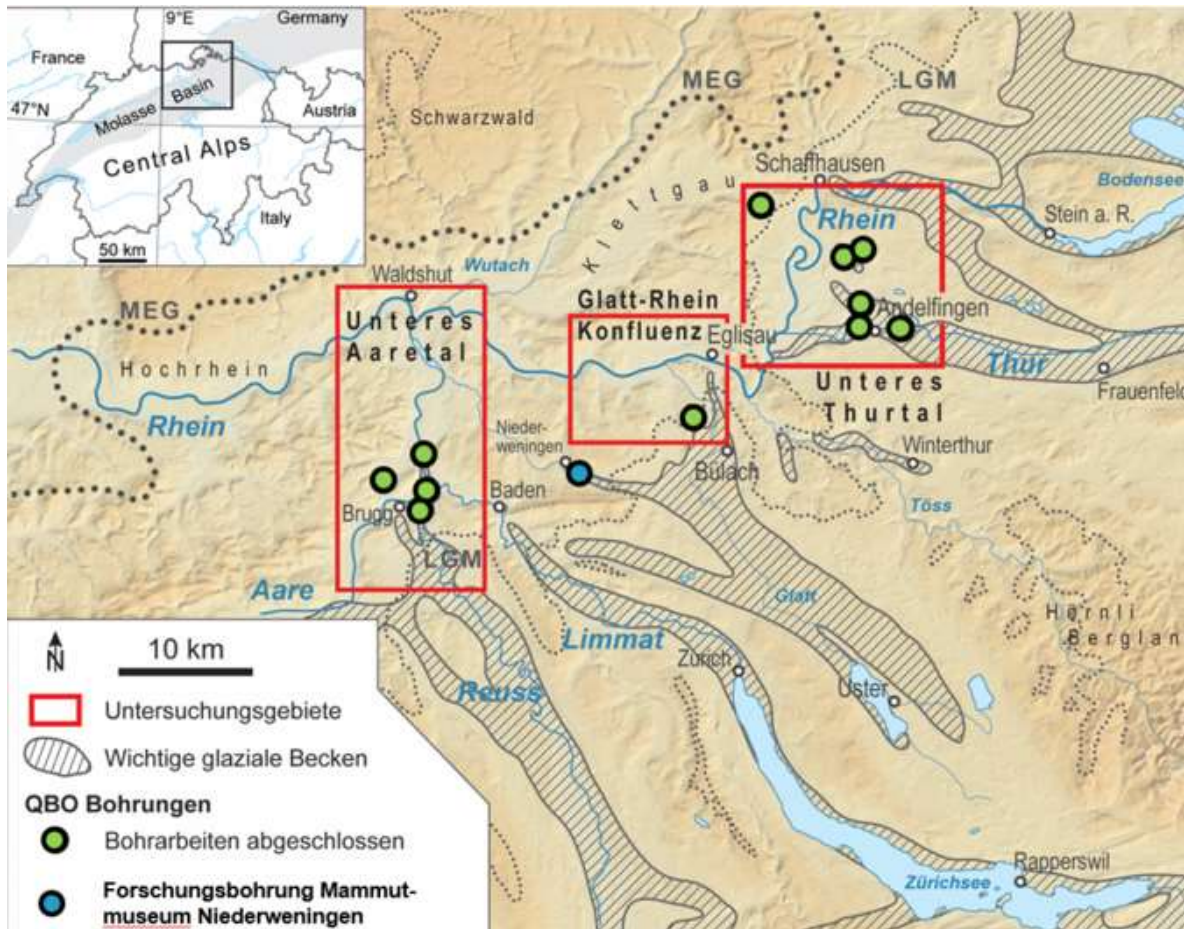 9°E
Germany
France
47°N
Molasse Basin
Austria
Central Alps
Italy
50 km
MEG
LGM
Schwarzwald
Schaffhausen
Bodensee
Klettgau
Rhein
Stein a. R.
Wutach
Waldshut
MEG
Unteres
Aaretal
Glatt-Rhein
Konfluenz
Eglisau
Andelfingen
Hochrhein
Thur
Rhein
Unteres
Thurtal
Frauenfeld
Nieder-
weningen
Winterthur
Bülach
Baden
Töss
Brugg
LGM
Aare
Glatt
Hörnli
Berglan
Limmat
Zürich
Reuss
Uster
Rapperswil
Zürichsee
N
10 km
Untersuchungsgebiete
Wichtige glaziale Becken
QBO Bohrungen
Bohrarbeiten abgeschlossen
Forschungsbohrung Mammut-
museum Niederweningen